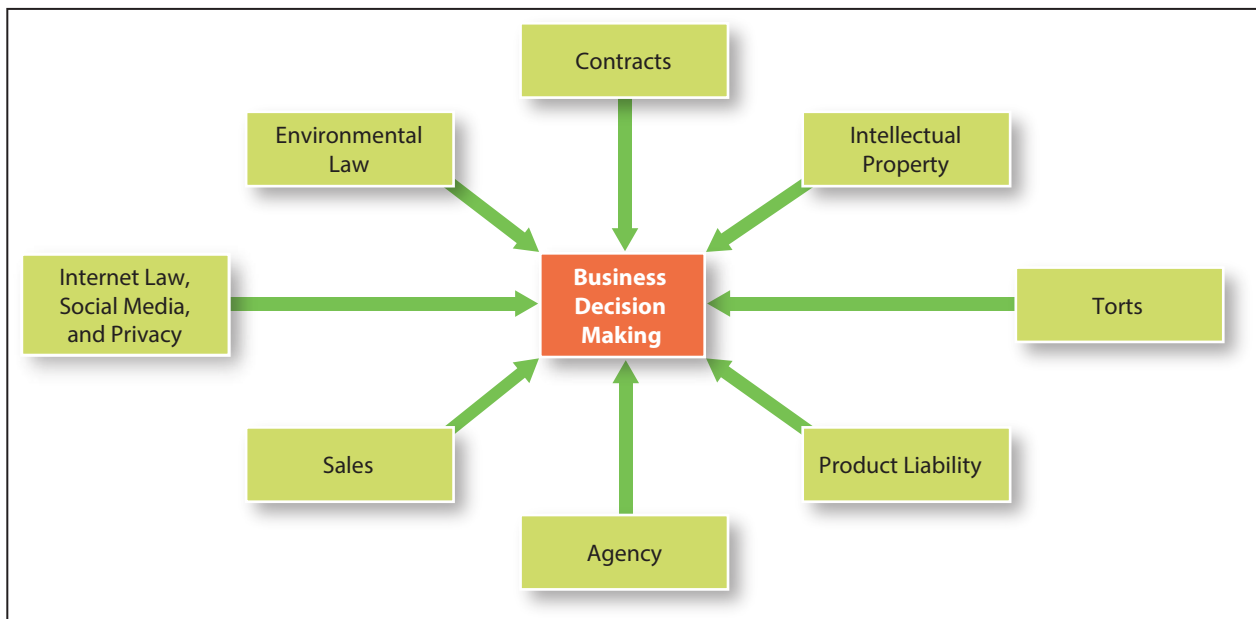 Contracts
Environmental
Law
Intellectual
Property
Internet Law,
Social Media,
and Privacy
Business
Decision
Making
Torts
Sales
Product Liability
Agency